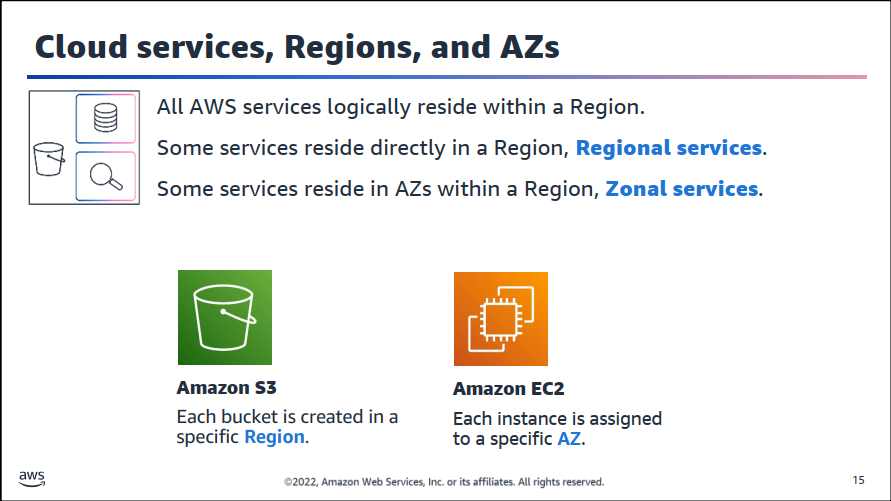 Cloud services, Regions, and AZs
All AWS services logically reside within a Region.
Some services reside directly in a Region, Regional services.
Some services reside in AZs within a Region, Zonal services.
Amazon S3
Each bucket is created in a
specific Region.
Amazon EC2
Each instance is assigned
to a specific AZ.
aws
©2022, Amazon Web Services, Inc. or its affiliates. All rights reserved.
15